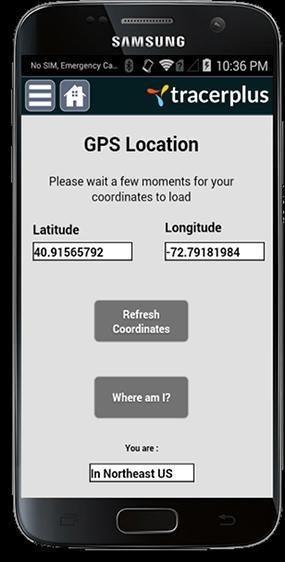 SAMSUNG
No SIM, Emergency Ca... 10:36 PM
tracerplus
GPS Location
Please wait a few moments for your
coordinates to load
Latitude Longitude
40.91565792 -72.79181984
Refresh
Coordinates
Where am I?
You are :
In Northeast US